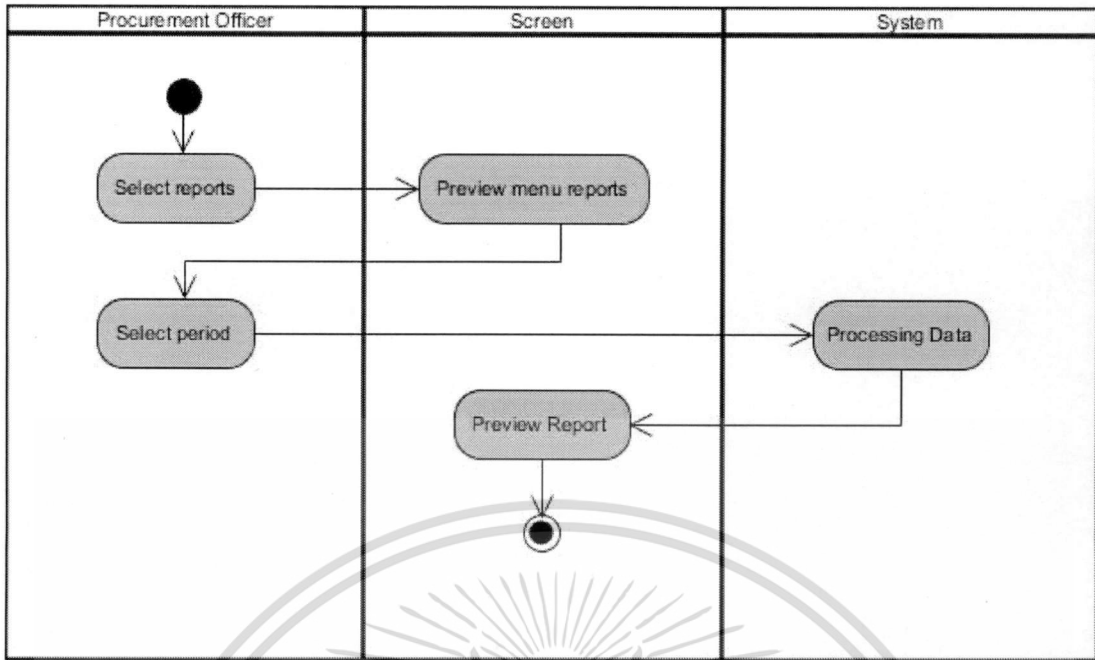 Procurement Officer
Screen
System
Select reports
Preview menu reports
Select period
Processing Data
Preview Report